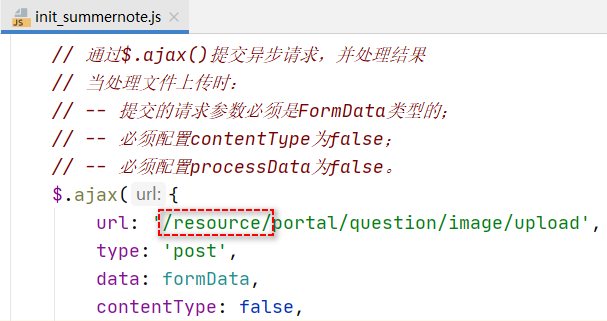 init_summernote.js
// 通过$.ajax()提交异步请求，并处理结果
// 当处理文件上传时：
// -- 提交的请求参数必须是FormData类型的；
// -- 必须配置contentType为false；
// -- 必须配置processData为false。
$.ajax( url: {
url: '/resource/portal/question/image/upload',
type: 'post',
data: formData,
contentType: false,